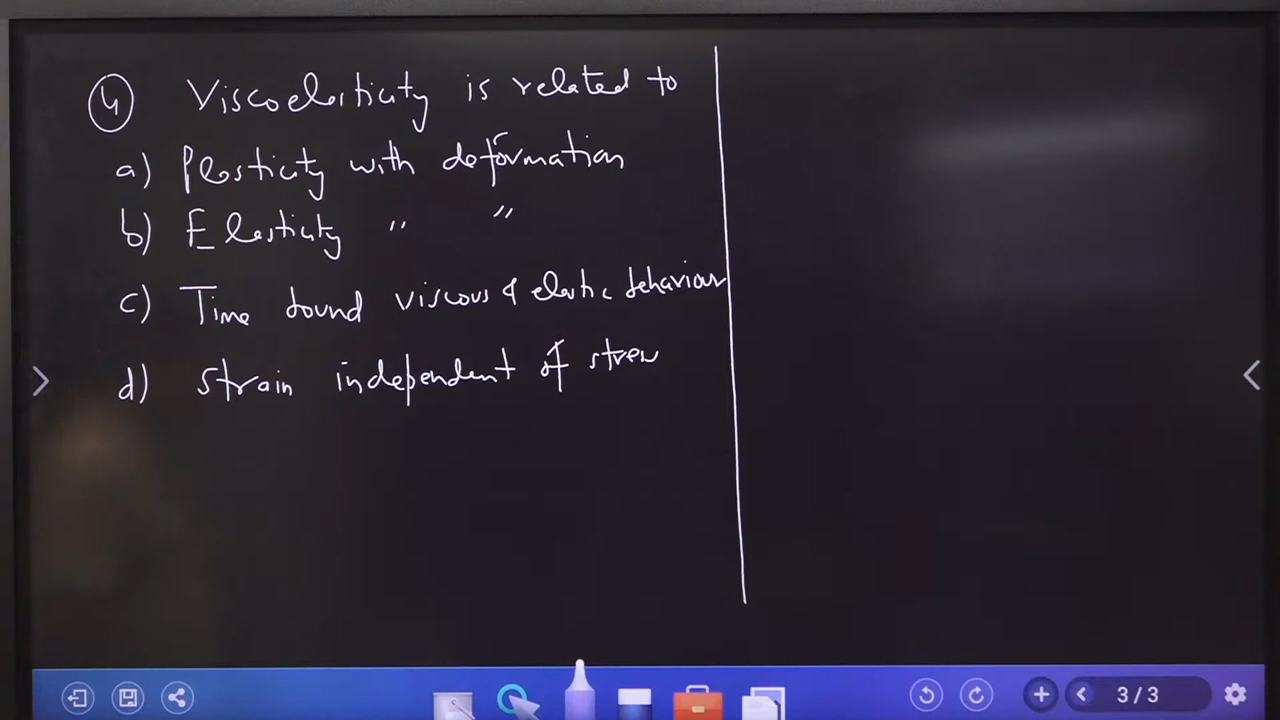 4 Viscoelasticity is related to
a) Plasticity with deformation
b) Elasticity " "
c) Time bound viscous & elastic behaviour
d) Strain independent of stress
3/3